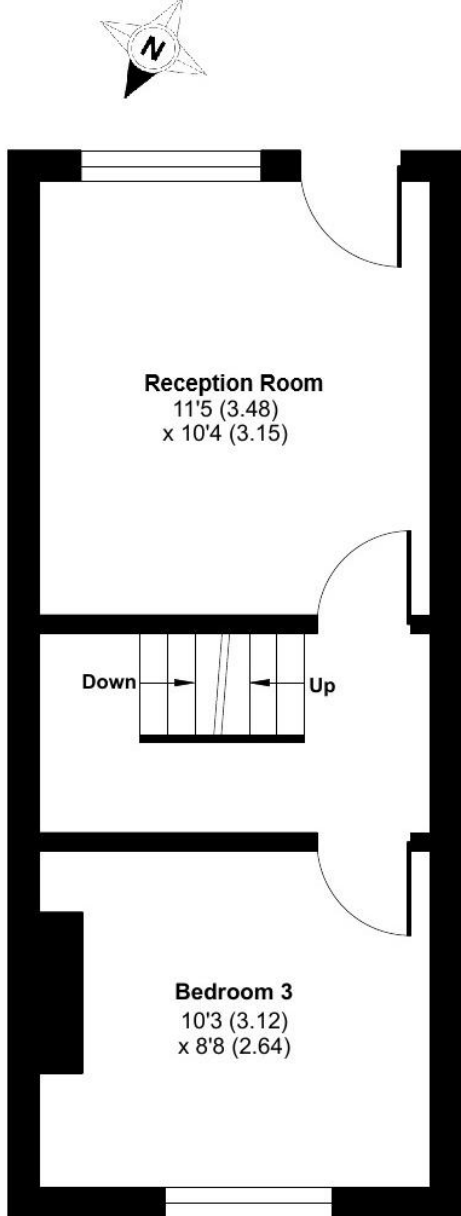 N
Reception Room
11'5 (3.48)
x 10'4 (3.15)
Down
Up
Bedroom 3
10'3 (3.12)
x 8'8 (2.64)